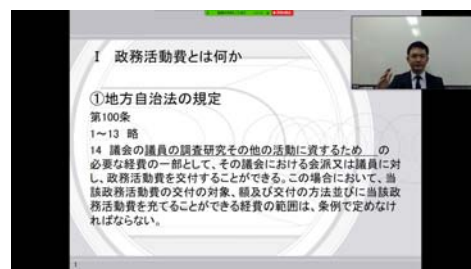 I 政務活動費とは何か
①地方自治法の規定
第100条
1～13 略
14 議会の議員の調査研究その他の活動に資するため の
必要な経費の一部として、その議会における会派又は議員に対
し、政務活動費を交付することができる。この場合において、当
該政務活動費の交付の対象、額及び交付の方法並びに当該政
務活動費を充てることができる経費の範囲は、条例で定めなけ
ればならない。
1